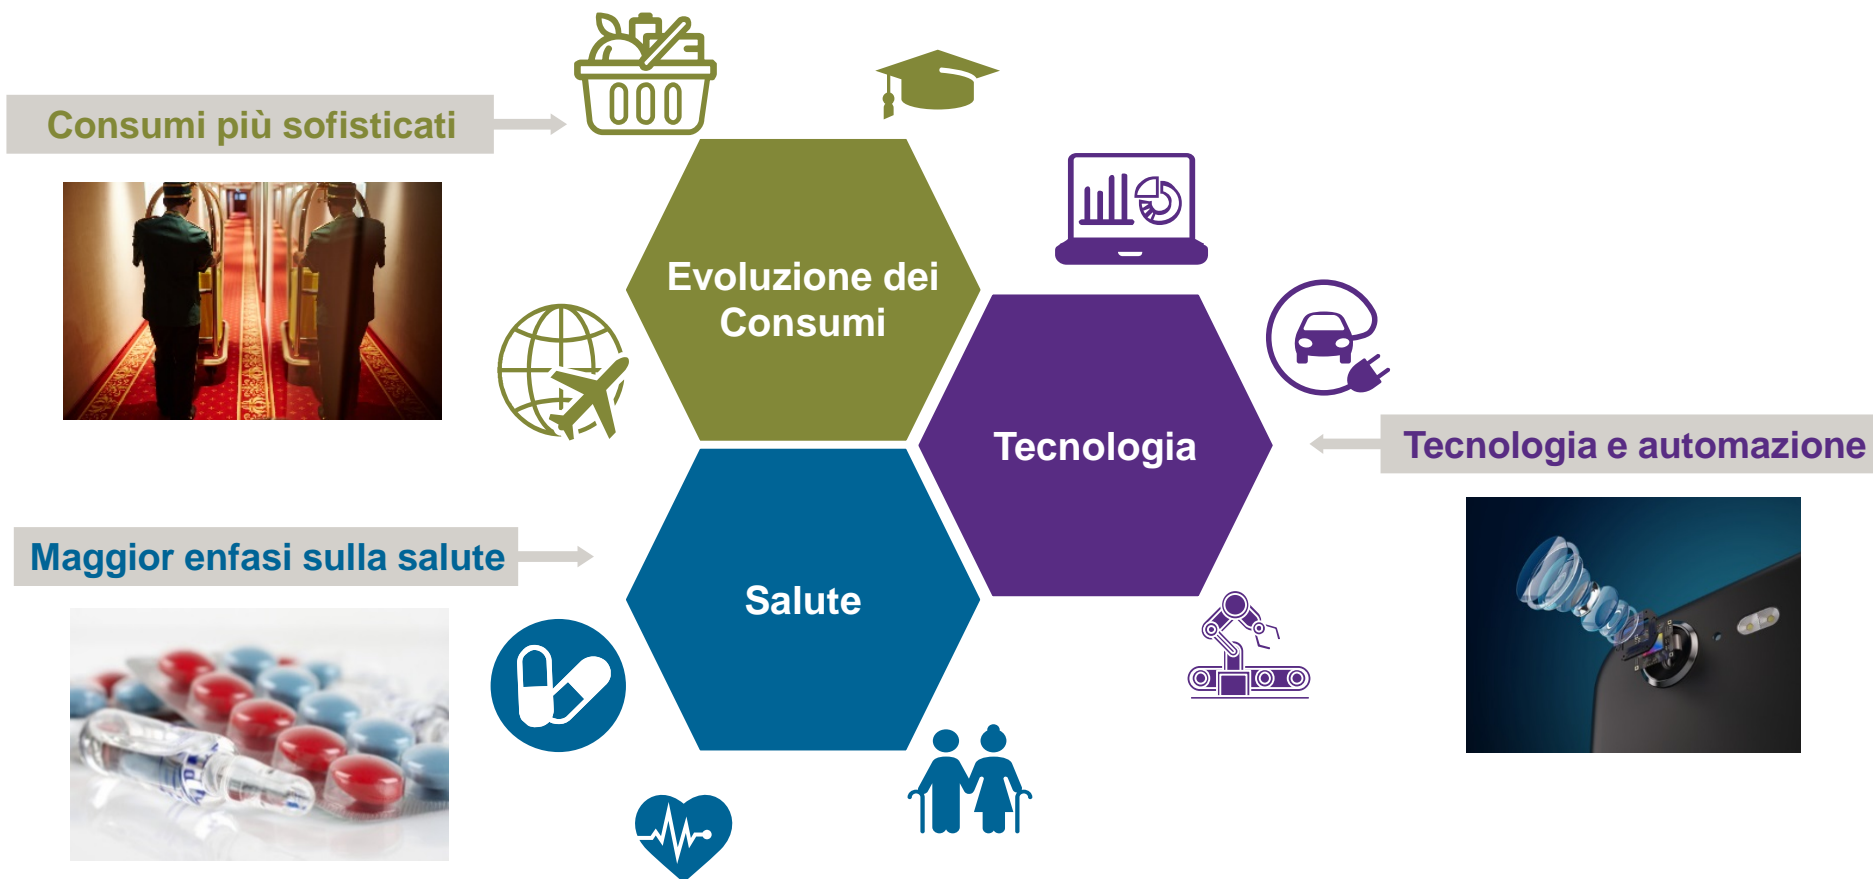 Consumi più sofisticati
Evoluzione dei
Consumi
Tecnologia
Tecnologia e automazione
Maggior enfasi sulla salute
Salute